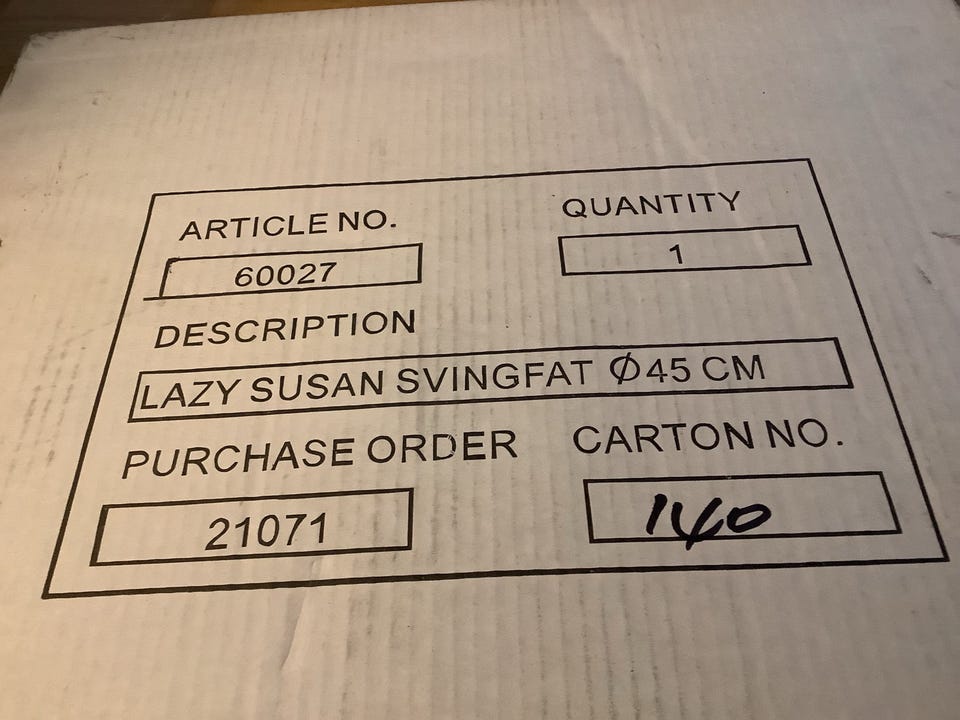 ARTICLE NO. QUANTITY
60027 1
DESCRIPTION
LAZY SUSAN SVINGFAT Ø45 CM
PURCHASE ORDER CARTON NO.
21071 140